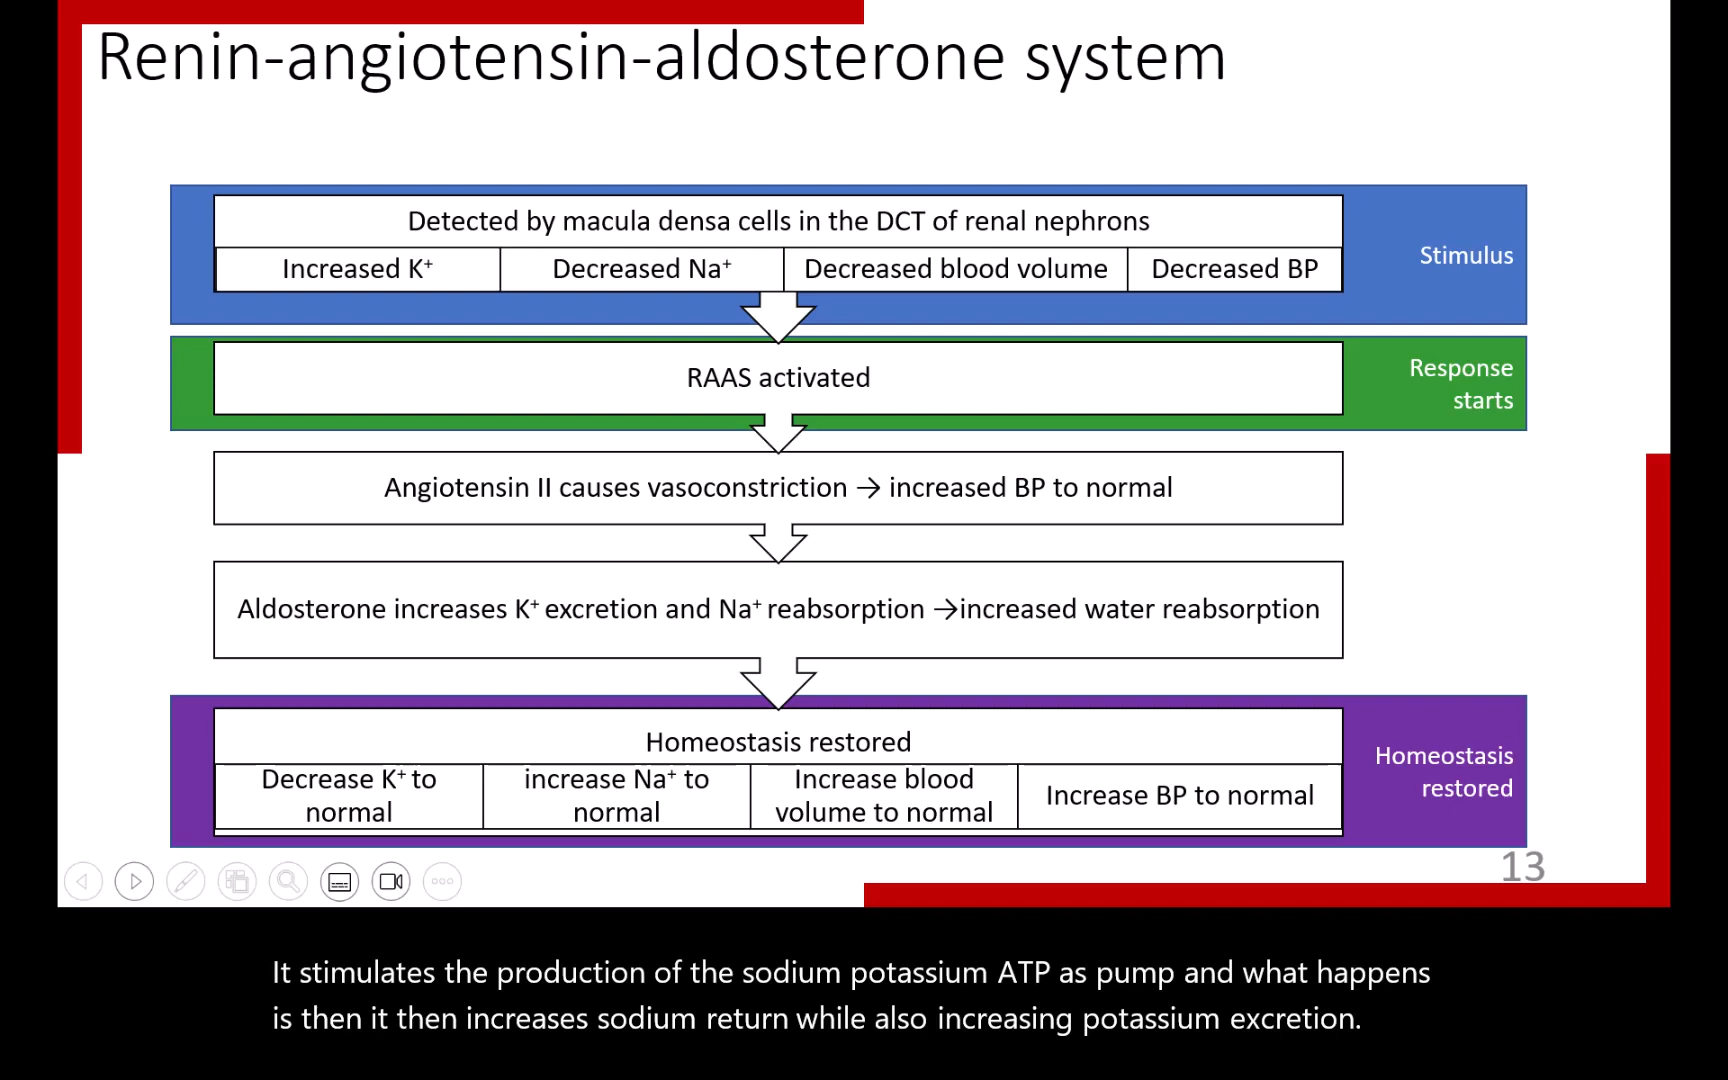 Renin-angiotensin-aldosterone system
Detected by macula densa cells in the DCT of renal nephrons
Increased K⁺
Decreased Na⁺
Decreased blood volume
Decreased BP
Stimulus
RAAS activated
Response
starts
Angiotensin II causes vasoconstriction → increased BP to normal
Aldosterone increases K⁺ excretion and Na⁺ reabsorption →increased water reabsorption
Homeostasis restored
Decrease K⁺ to
normal
increase Na⁺ to
normal
Increase blood
volume to normal
Increase BP to normal
Homeostasis
restored
13
It stimulates the production of the sodium potassium ATP as pump and what happens
is then it then increases sodium return while also increasing potassium excretion.